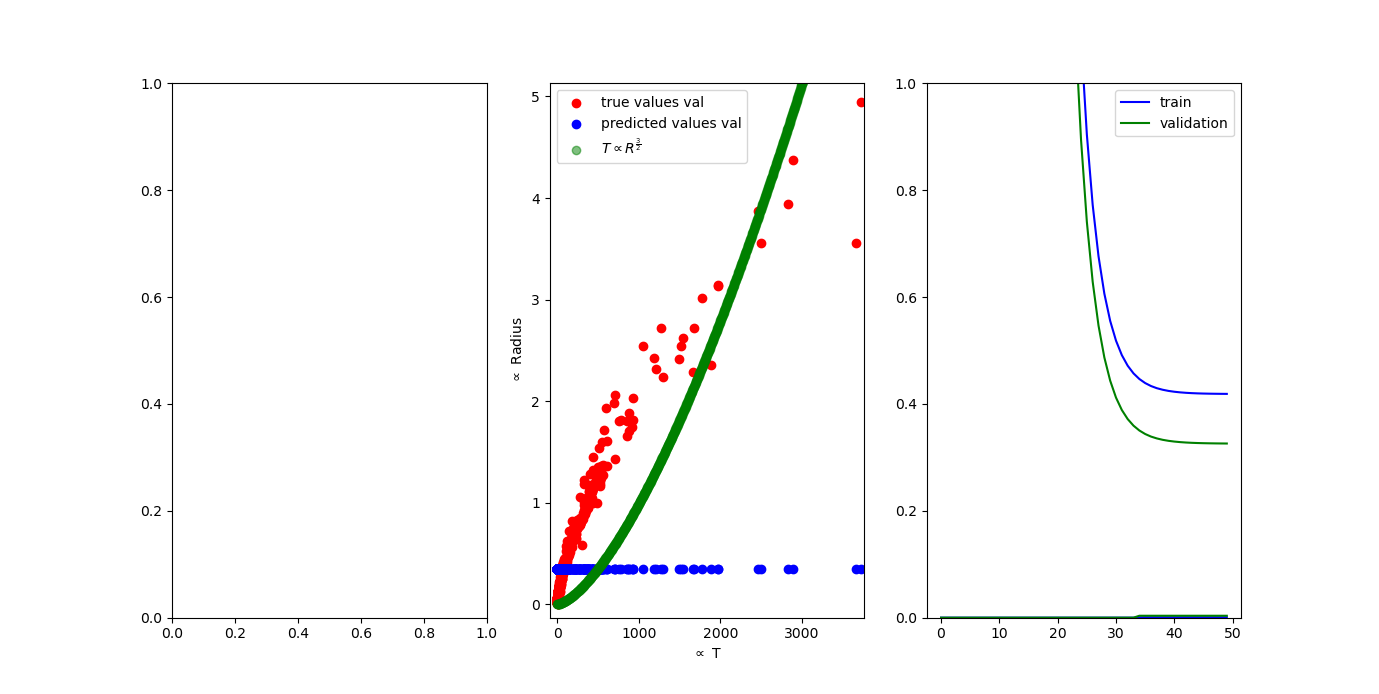 1.0
0.8
0.6
0.4
0.2
0.0
0.0 0.2 0.4 0.6 0.8 1.0
true values val
predicted values val
T ∝ R^{3/2}
5
4
3
2
1
0
∝ Radius
0 1000 2000 3000
∝ T
train
validation
1.0
0.8
0.6
0.4
0.2
0.0
0 10 20 30 40 50